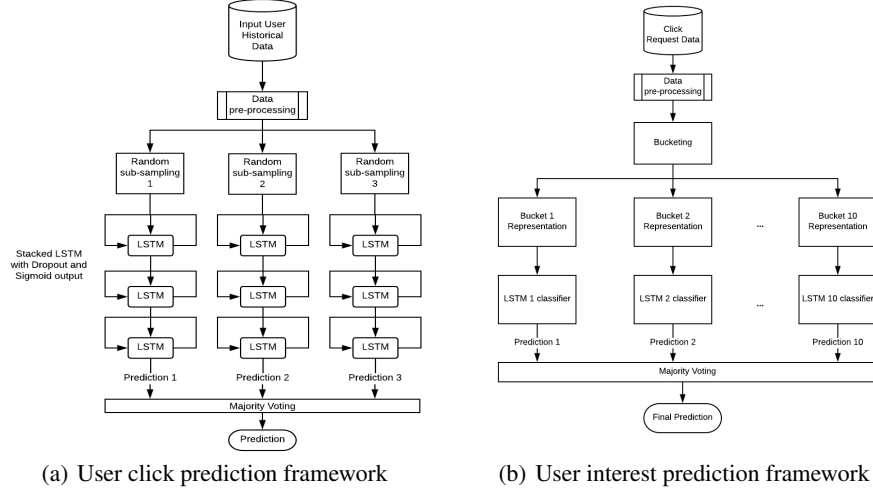 Input User
Historical
Data
Data
pre-processing
Random
sub-sampling
1
Random
sub-sampling
2
Random
sub-sampling
3
Stacked LSTM
with Dropout and
Sigmoid output
LSTM
LSTM
LSTM
LSTM
LSTM
LSTM
LSTM
LSTM
LSTM
Prediction 1
Prediction 2
Prediction 3
Majority Voting
Prediction
(a) User click prediction framework
Click
Request Data
Data
pre-processing
Bucketing
Bucket 1
Representation
Bucket 2
Representation
...
Bucket 10
Representation
LSTM 1 classifier
LSTM 2 classifier
...
LSTM 10 classifier
Prediction 1
Prediction 2
Prediction 10
Majority Voting
Final Prediction
(b) User interest prediction framework